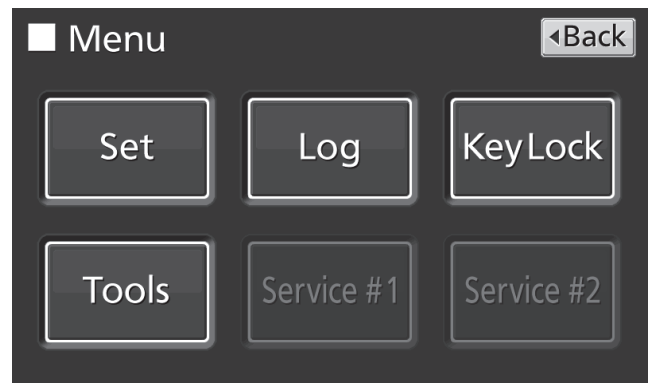 Menu
◂Back
Set
Log
KeyLock
Tools
Service #1
Service #2